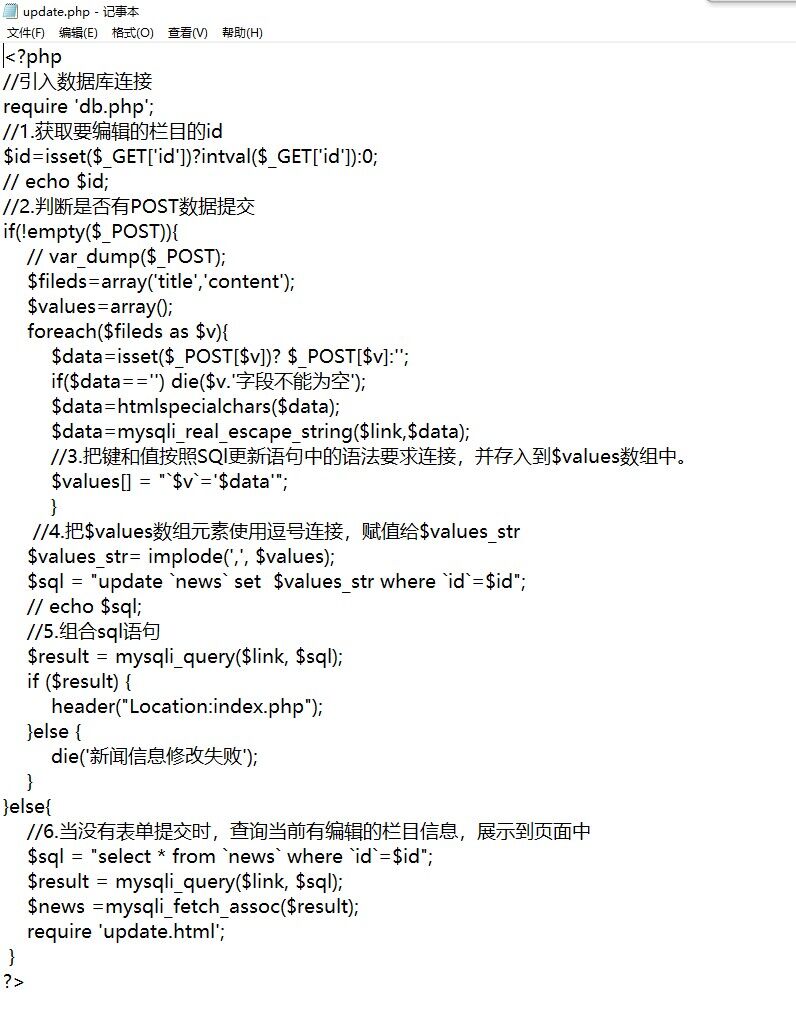 update.php - 记事本
文件(F) 编辑(E) 格式(O) 查看(V) 帮助(H)
<?php
//引入数据库连接
require 'db.php';
//1.获取要编辑的栏目的id
$id=isset($_GET['id'])?intval($_GET['id']):0;
// echo $id;
//2.判断是否有POST数据提交
if(!empty($_POST)){
    // var_dump($_POST);
    $fileds=array('title','content');
    $values=array();
    foreach($fileds as $v){
        $data=isset($_POST[$v])? $_POST[$v]:'';
        if($data=='') die($v.'字段不能为空');
        $data=htmlspecialchars($data);
        $data=mysqli_real_escape_string($link,$data);
        //3.把键和值按照SQl更新语句中的语法要求连接，并存入到$values数组中。
        $values[] = "`$v`='$data'";
        }
     //4.把$values数组元素使用逗号连接，赋值给$values_str
    $values_str= implode(',', $values);
    $sql = "update `news` set  $values_str where `id`=$id";
    // echo $sql;
    //5.组合sql语句
    $result = mysqli_query($link, $sql);
    if ($result) {
        header("Location:index.php");
    }else {
        die('新闻信息修改失败');
    }
}else{
    //6.当没有表单提交时，查询当前有编辑的栏目信息，展示到页面中
    $sql = "select * from `news` where `id`=$id";
    $result = mysqli_query($link, $sql);
    $news =mysqli_fetch_assoc($result);
    require 'update.html';
 }
?>